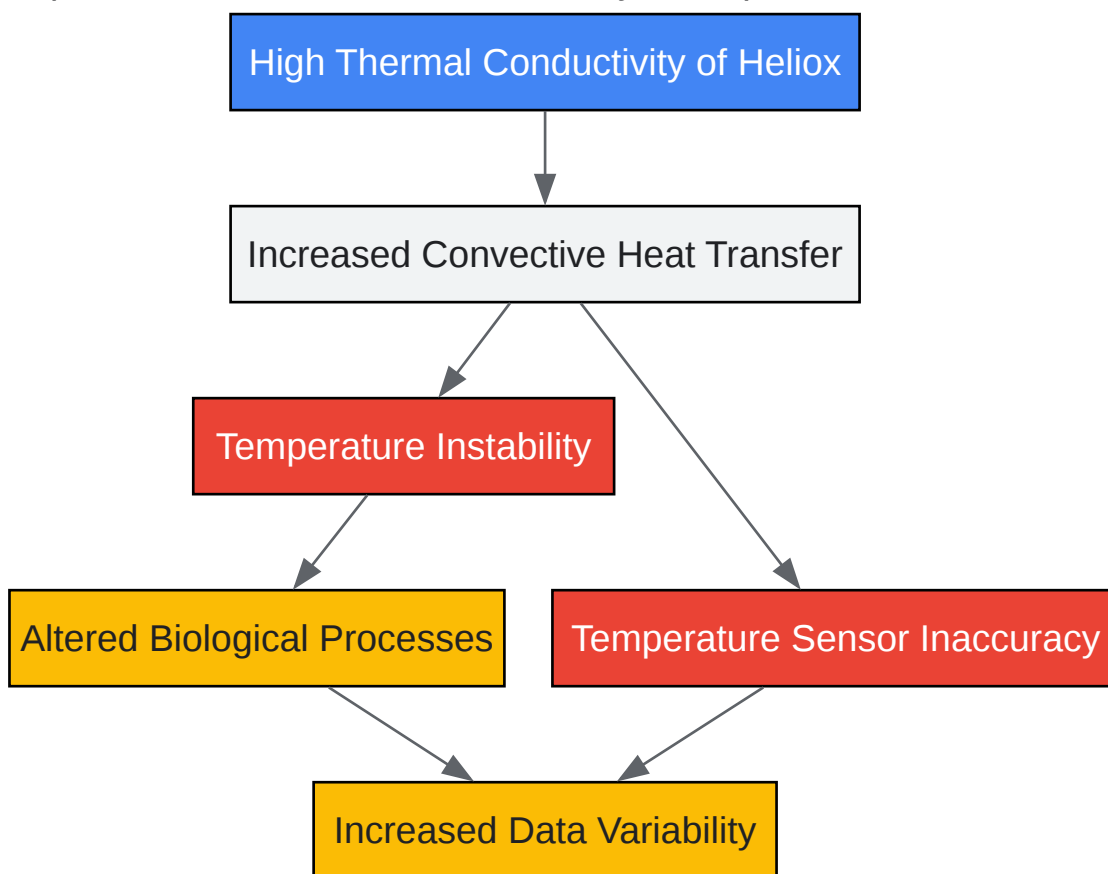 High Thermal Conductivity of Heliox
Increased Convective Heat Transfer
Temperature Instability
Altered Biological Processes
Temperature Sensor Inaccuracy
Increased Data Variability